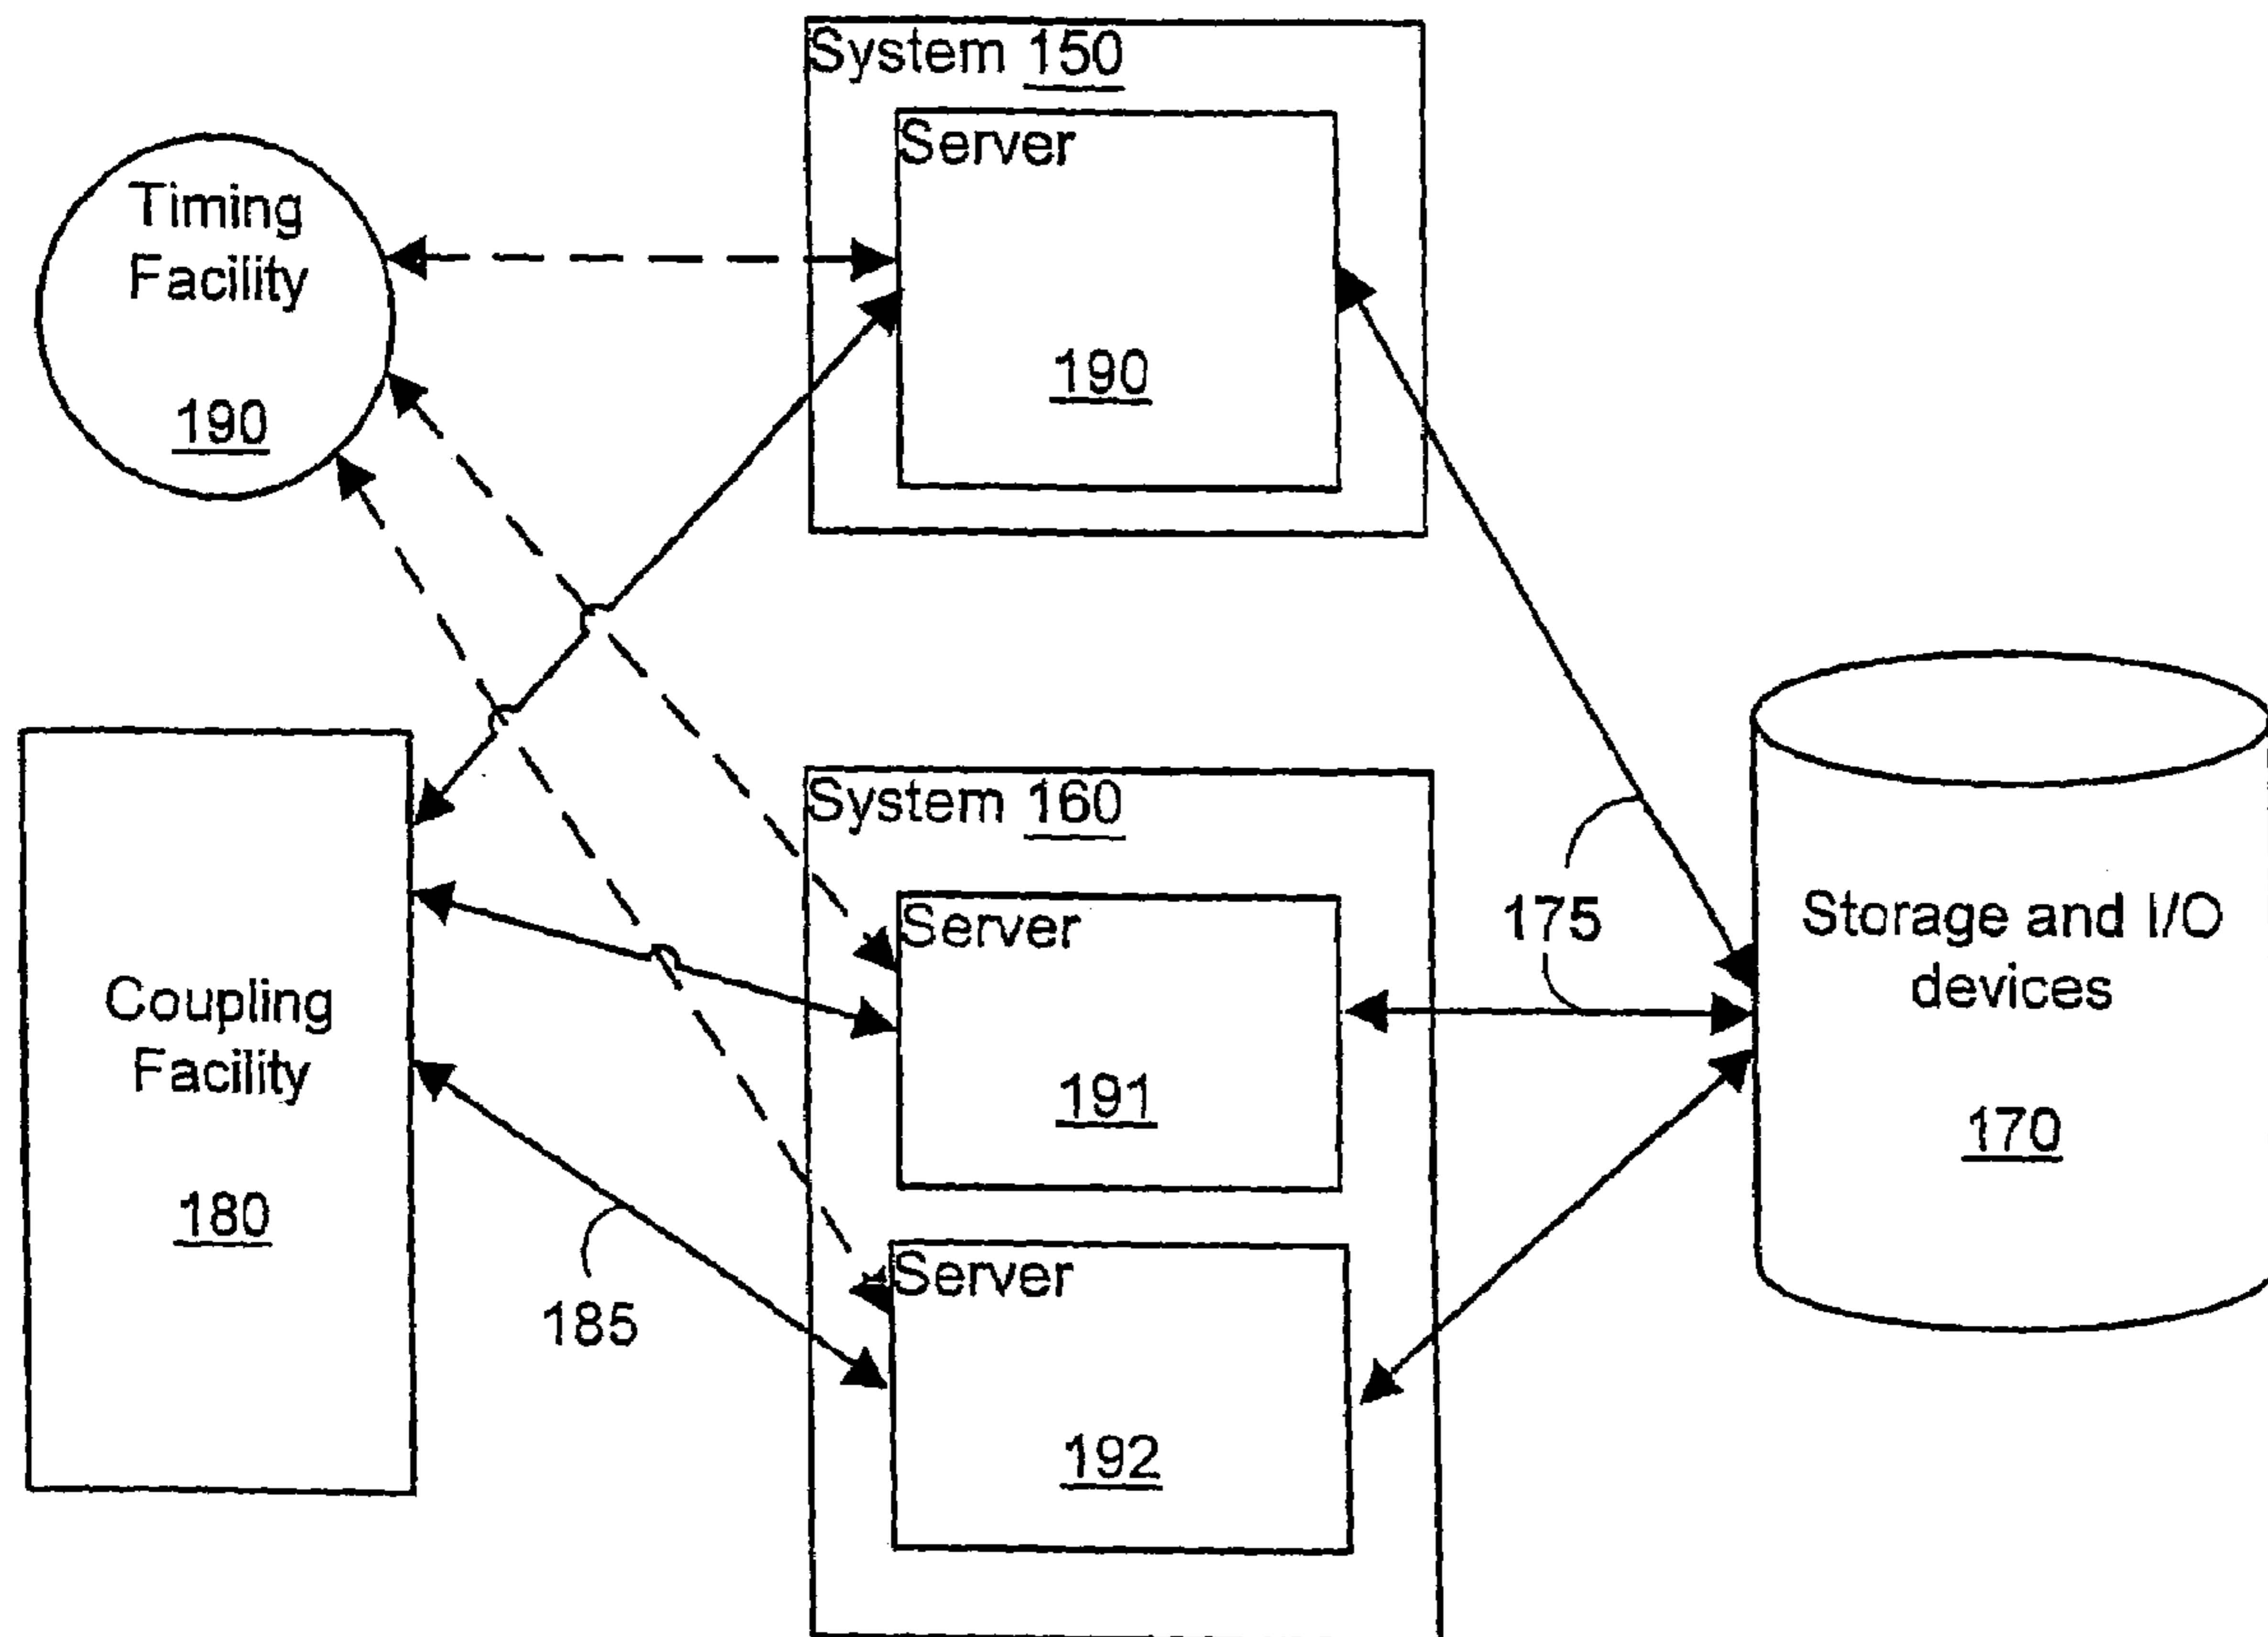 System 150
Server
190
Timing
Facility
190
System 160
Server
191
Server
192
Coupling
Facility
180
185
175
Storage and I/O
devices
170